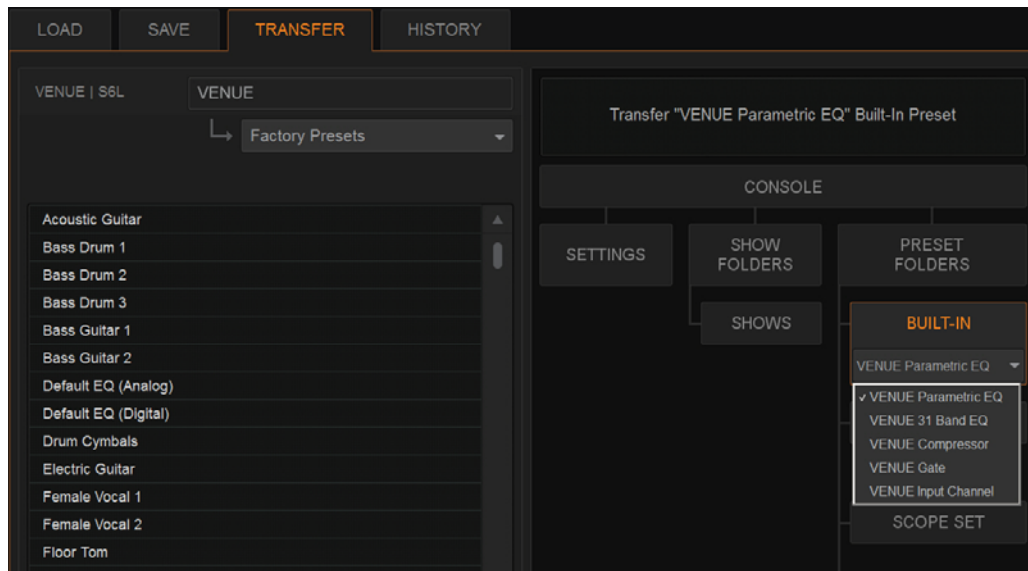 LOAD
SAVE
TRANSFER
HISTORY
VENUE | S6L
VENUE
Factory Presets
Acoustic Guitar
Bass Drum 1
Bass Drum 2
Bass Drum 3
Bass Guitar 1
Bass Guitar 2
Default EQ (Analog)
Default EQ (Digital)
Drum Cymbals
Electric Guitar
Female Vocal 1
Female Vocal 2
Floor Tom
Transfer "VENUE Parametric EQ" Built-In Preset
CONSOLE
SETTINGS
SHOW
FOLDERS
PRESET
FOLDERS
SHOWS
BUILT-IN
VENUE Parametric EQ
✓ VENUE Parametric EQ
VENUE 31 Band EQ
VENUE Compressor
VENUE Gate
VENUE Input Channel
SCOPE SET